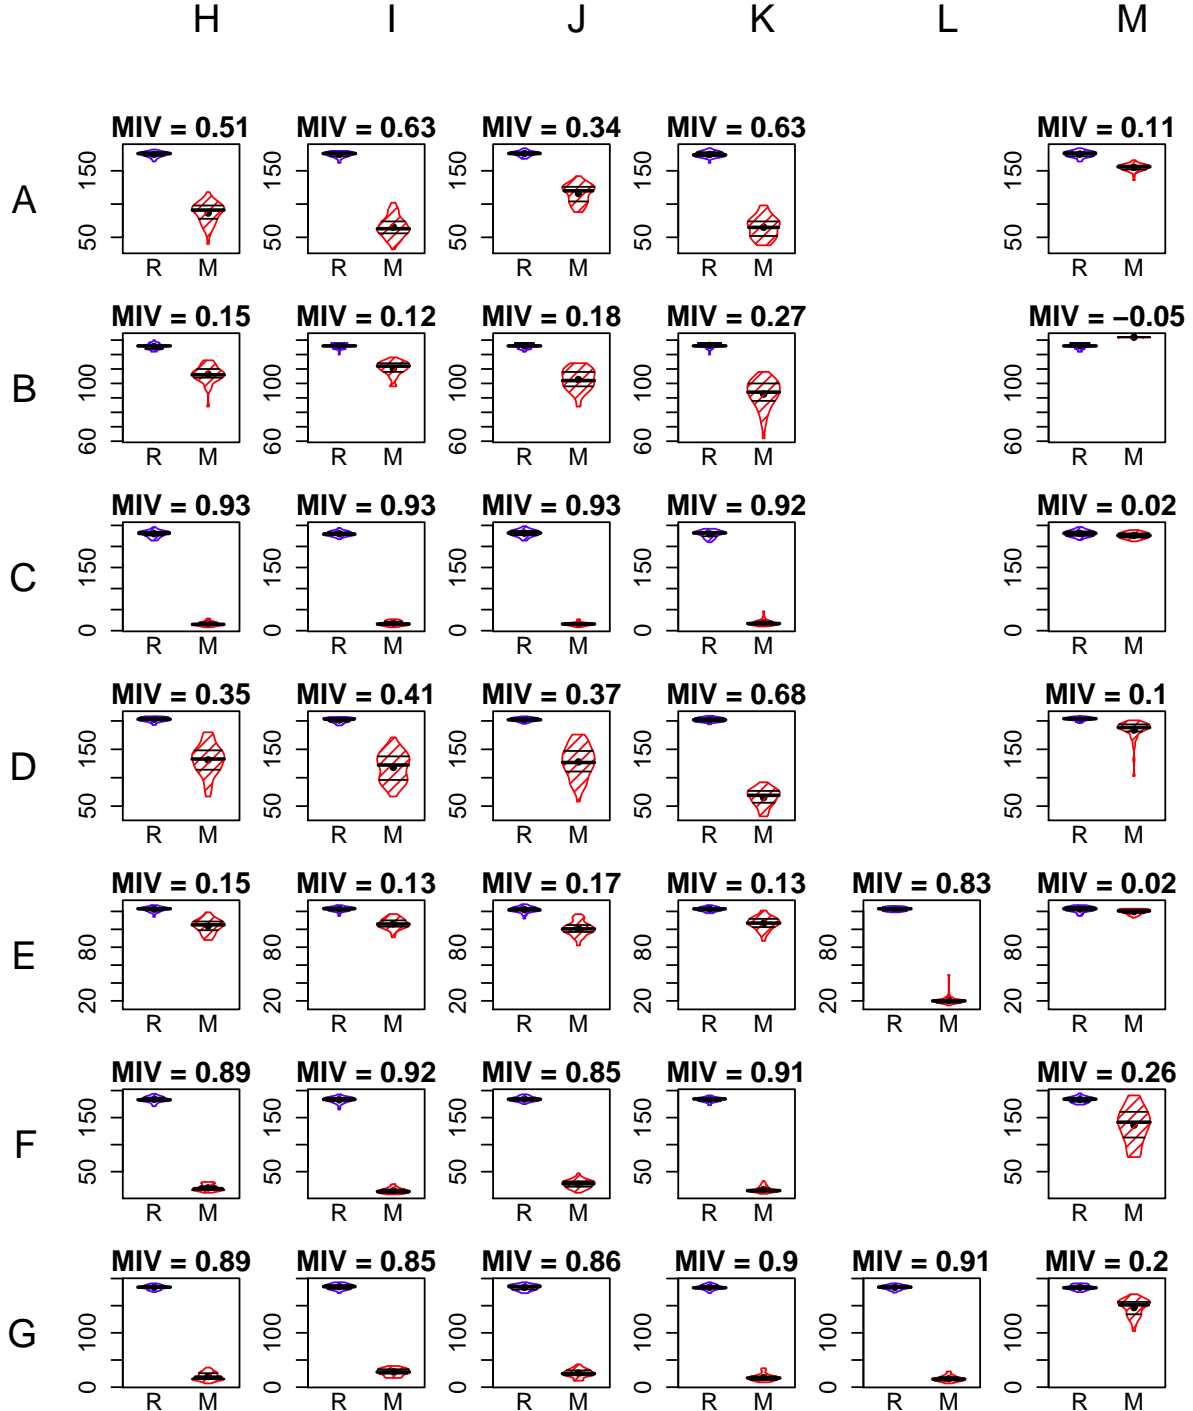 H I J K L M
A
MIV = 0.51 MIV = 0.63 MIV = 0.34 MIV = 0.63 MIV = 0.11
50 150 50 150 50 150 50 150 50 150
R M R M R M R M R M
B
MIV = 0.15 MIV = 0.12 MIV = 0.18 MIV = 0.27 MIV = −0.05
60 100 60 100 60 100 60 100 60 100
R M R M R M R M R M
C
MIV = 0.93 MIV = 0.93 MIV = 0.93 MIV = 0.92 MIV = 0.02
0 150 0 150 0 150 0 150 0 150
R M R M R M R M R M
D
MIV = 0.35 MIV = 0.41 MIV = 0.37 MIV = 0.68 MIV = 0.1
50 150 50 150 50 150 50 150 50 150
R M R M R M R M R M
E
MIV = 0.15 MIV = 0.13 MIV = 0.17 MIV = 0.13 MIV = 0.83 MIV = 0.02
20 80 20 80 20 80 20 80 20 80 20 80
R M R M R M R M R M R M
F
MIV = 0.89 MIV = 0.92 MIV = 0.85 MIV = 0.91 MIV = 0.26
50 150 50 150 50 150 50 150 50 150
R M R M R M R M R M
G
MIV = 0.89 MIV = 0.85 MIV = 0.86 MIV = 0.9 MIV = 0.91 MIV = 0.2
0 100 0 100 0 100 0 100 0 100 0 100
R M R M R M R M R M R M